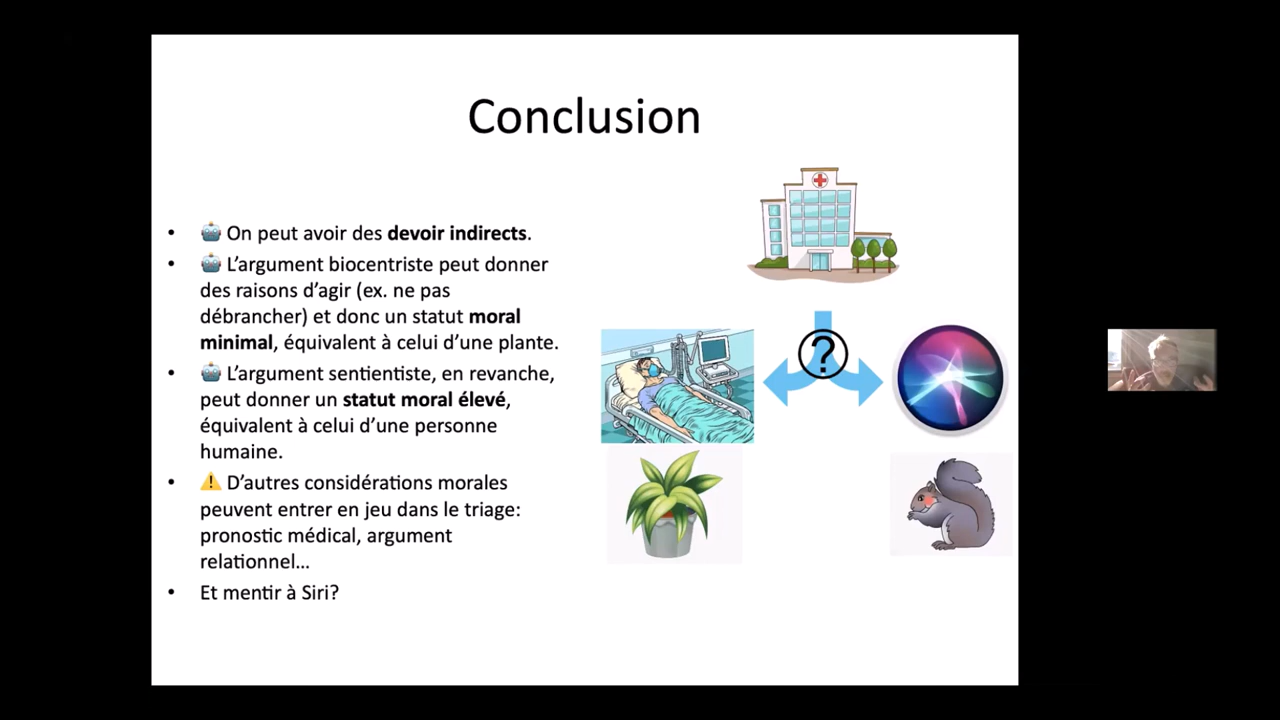 Conclusion
On peut avoir des devoir indirects.
L'argument biocentriste peut donner
des raisons d'agir (ex. ne pas
débrancher) et donc un statut moral
minimal, équivalent à celui d'une plante.
L'argument sentientiste, en revanche,
peut donner un statut moral élevé,
équivalent à celui d'une personne
humaine.
D'autres considérations morales
peuvent entrer en jeu dans le triage:
pronostic médical, argument
relationnel...
Et mentir à Siri?
?